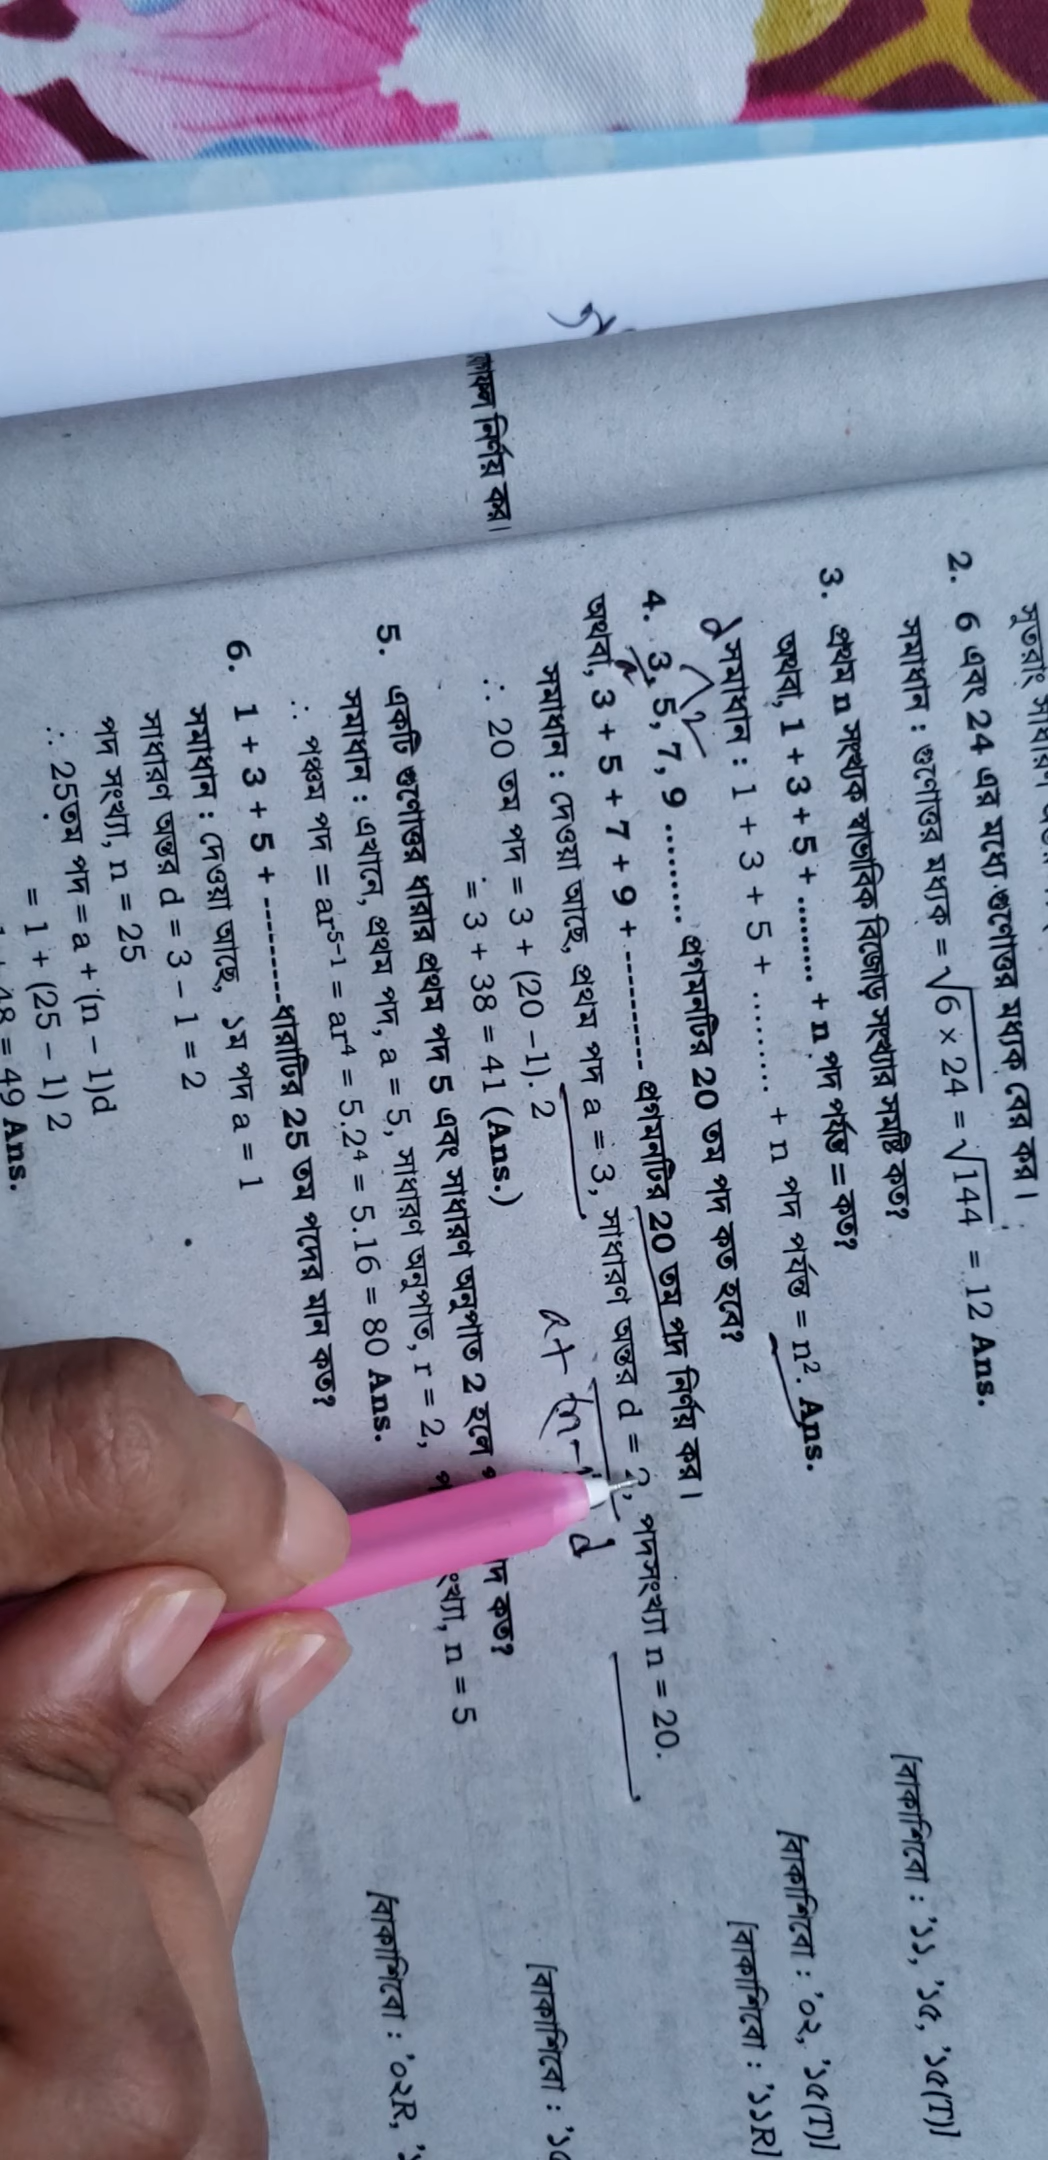 সুতরাং সাধারণ
2. 6 এবং 24 এর মধ্যে গুণোত্তর মধ্যক বের কর।
সমাধান : গুণোত্তর মধ্যক = √6 × 24 = √144 = 12 Ans.
[বাকাশিবো : '১১, '১৫, '১৫(T)]
3. প্রথম n সংখ্যক স্বাভাবিক বিজোড় সংখ্যার সমষ্টি কত?
অথবা, 1 + 3 + 5 + ......... + n পদ পর্যন্ত = কত?
[বাকাশিবো : '০২, '১৫(T)]
সমাধান : 1 + 3 + 5 + ......... + n পদ পর্যন্ত = n². Ans.
[বাকাশিবো : '১১R]
2
4. 3, 5, 7, 9 ......... প্রগমনটির 20 তম পদ কত হবে?
a
অথবা, 3 + 5 + 7 + 9 + ---------- প্রগমনটির 20 তম পদ নির্ণয় কর।
সমাধান : দেওয়া আছে, প্রথম পদ a = 3, সাধারণ অন্তর d = 2, পদসংখ্যা n = 20.
∴ 20 তম পদ = 3 + (20 –1). 2
a + (n-1 d
= 3 + 38 = 41 (Ans.)
[বাকাশিবো : '১৫
নির্ণয় কর।
5. একটি গুণোত্তর ধারার প্রথম পদ 5 এবং সাধারণ অনুপাত 2 হলে কত?
সমাধান : এখানে, প্রথম পদ, a = 5, সাধারণ অনুপাত, r = 2, n = 5
∴ পঞ্চম পদ = ar⁵⁻¹ = ar⁴ = 5.2⁴ = 5.16 = 80 Ans.
[বাকাশিবো : '০২R,
6. 1 + 3 + 5 + ---------ধারাটির 25 তম পদের মান কত?
সমাধান : দেওয়া আছে, ১ম পদ a = 1
সাধারণ অন্তর d = 3 – 1 = 2
পদ সংখ্যা, n = 25
∴ 25তম পদ = a + (n – 1)d
= 1 + (25 – 1) 2
48 = 49 Ans.